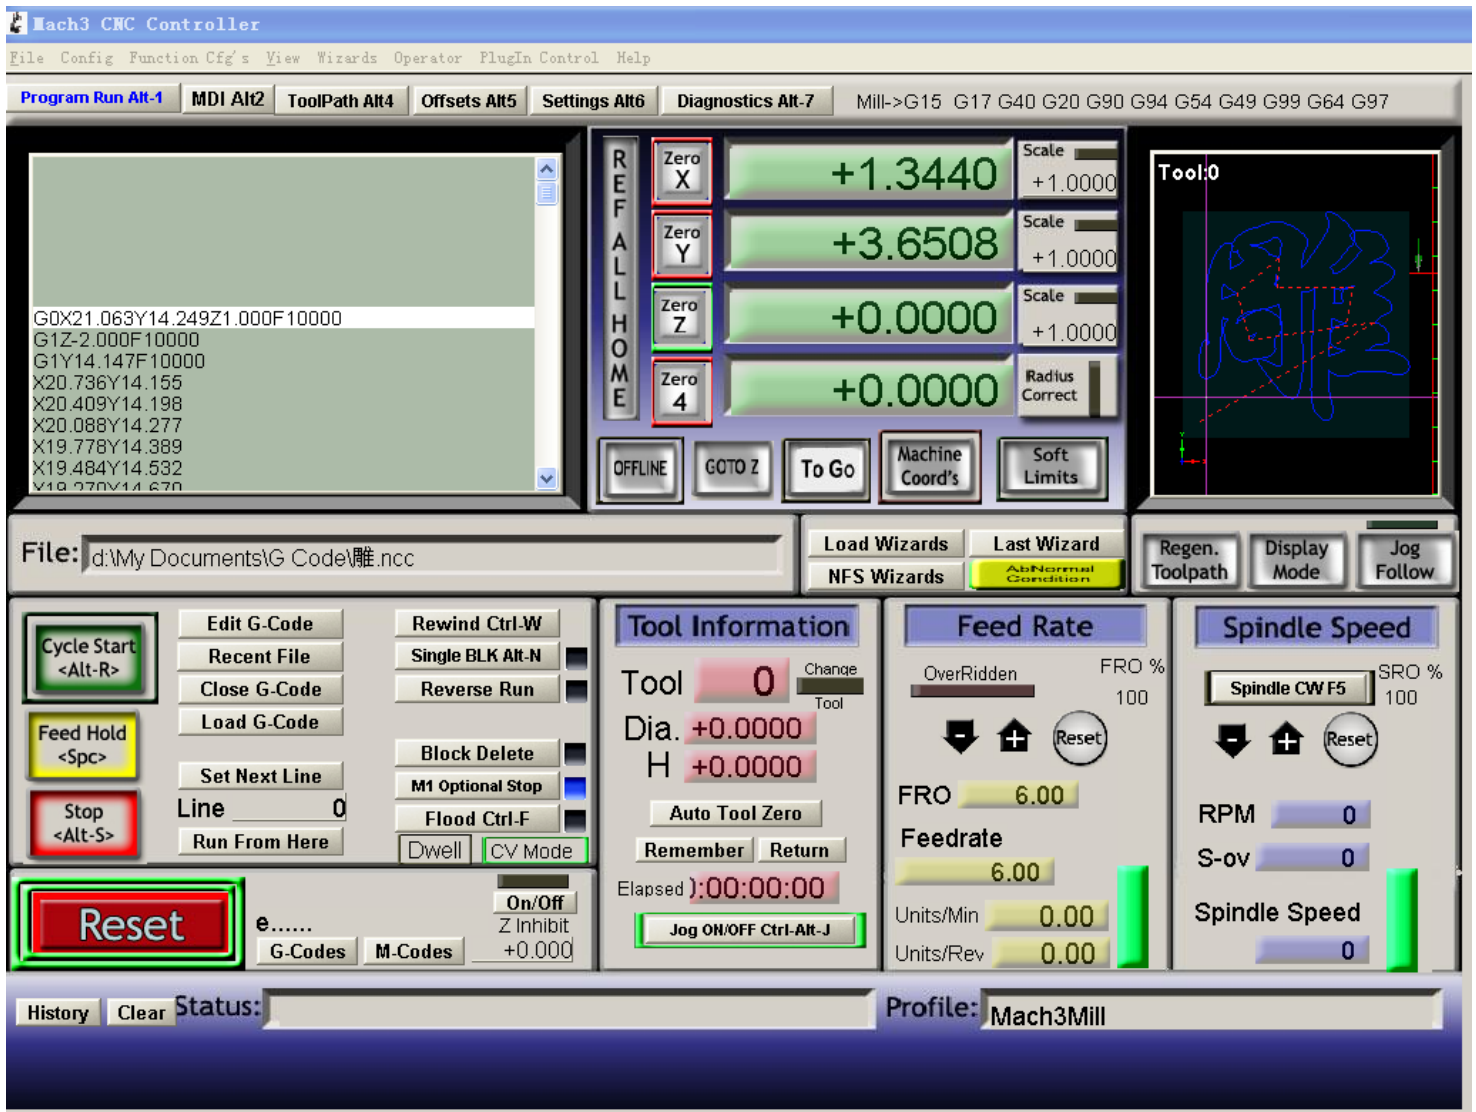 Mach3 CNC Controller
File Config Function Cfg's View Wizards Operator PlugIn Control Help
Program Run Alt-1 MDI Alt2 ToolPath Alt4 Offsets Alt5 Settings Alt6 Diagnostics Alt-7 Mill->G15 G17 G40 G20 G90 G94 G54 G49 G99 G64 G97
G0X21.063Y14.249Z1.000F10000
G1Z-2.000F10000
G1Y14.147F10000
X20.736Y14.155
X20.409Y14.198
X20.088Y14.277
X19.778Y14.389
X19.484Y14.532
X19.270Y14.670
REF ALL HOME
Zero X +1.3440 Scale +1.0000
Zero Y +3.6508 Scale +1.0000
Zero Z +0.0000 Scale +1.0000
Zero 4 +0.0000 Radius Correct
OFFLINE GOTO Z To Go Machine Coord's Soft Limits
Tool:0
雕
File: d:\My Documents\G Code\雕.ncc
Load Wizards Last Wizard
NFS Wizards AbNormal Condition
Regen. Toolpath Display Mode Jog Follow
Cycle Start <Alt-R>
Feed Hold <Spc>
Stop <Alt-S>
Edit G-Code
Recent File
Close G-Code
Load G-Code
Set Next Line
Line 0
Run From Here
Rewind Ctrl-W
Single BLK Alt-N
Reverse Run
Block Delete
M1 Optional Stop
Flood Ctrl-F
Dwell CV Mode
Reset
e......
G-Codes M-Codes
On/Off
Z Inhibit
+0.000
Tool Information
Tool 0 Change Tool
Dia. +0.0000
H +0.0000
Auto Tool Zero
Remember Return
Elapsed ):00:00:00
Jog ON/OFF Ctrl-Alt-J
Feed Rate
OverRidden FRO %
100
- + Reset
FRO 6.00
Feedrate
6.00
Units/Min 0.00
Units/Rev 0.00
Spindle Speed
Spindle CW F5 SRO %
100
- + Reset
RPM 0
S-ov 0
Spindle Speed
0
History Clear Status: Profile: Mach3Mill